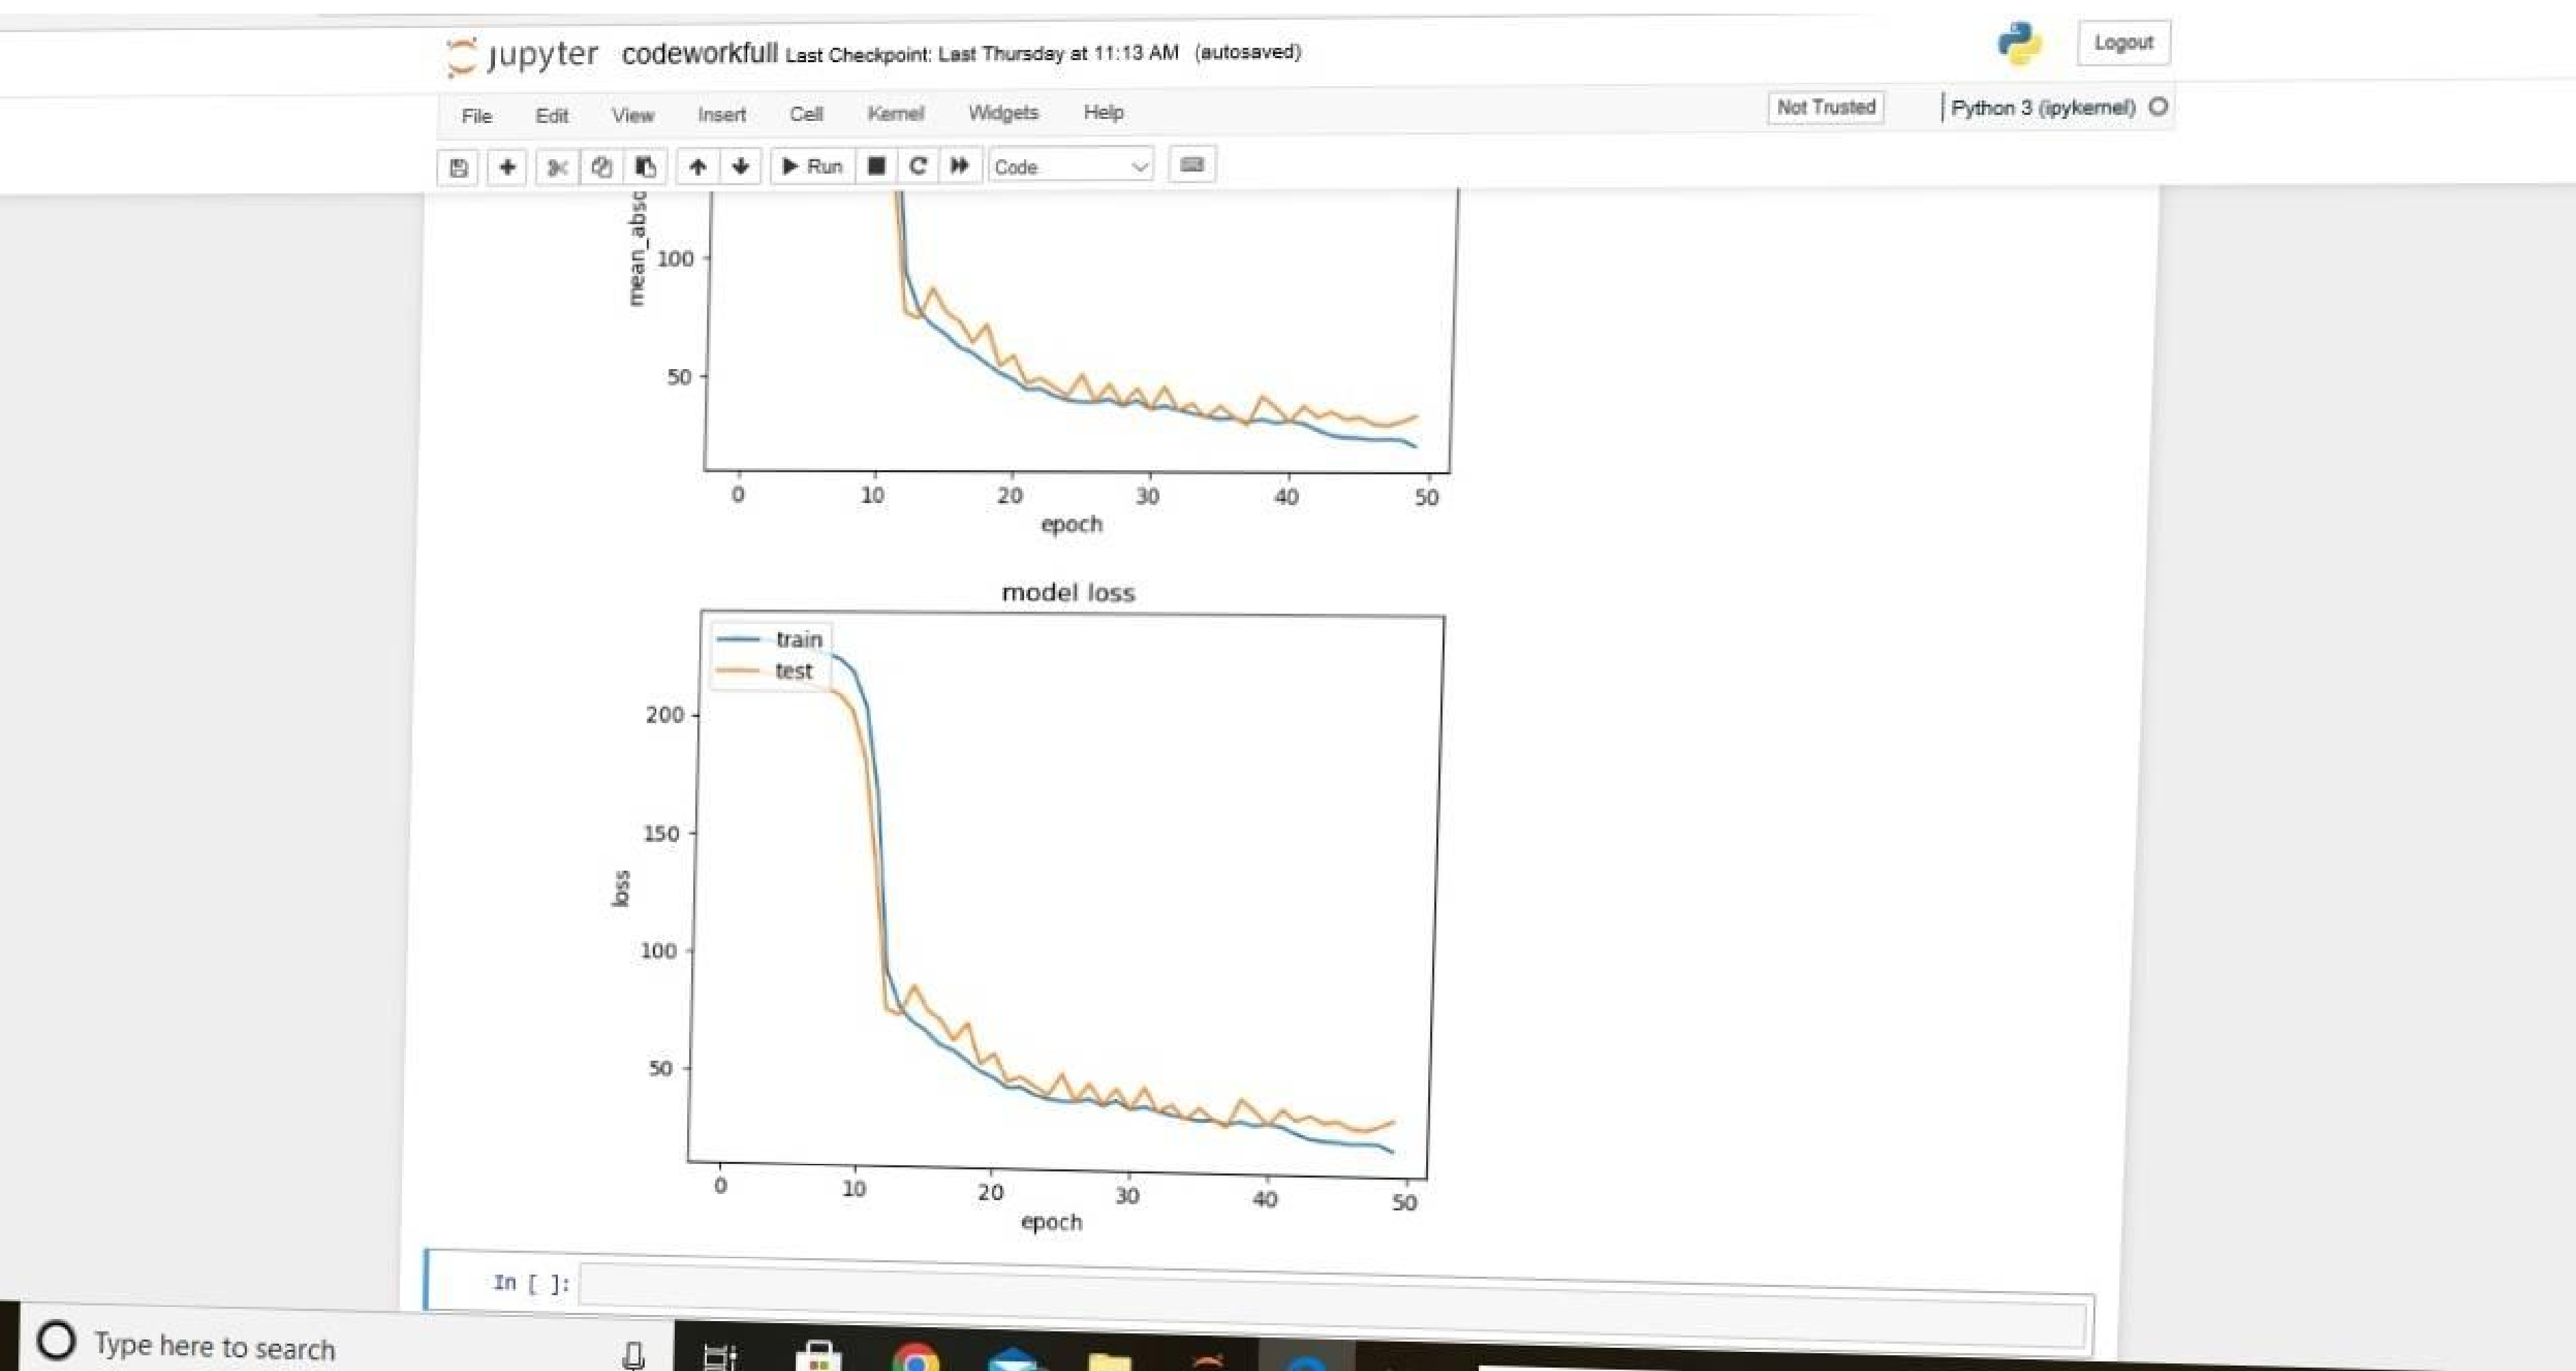 jupyter codeworkfull Last Checkpoint: Last Thursday at 11:13 AM (autosaved)
Logout
File Edit View Insert Cell Kernel Widgets Help
Not Trusted
Python 3 (ipykernel)
Run
Code
mean_abso
100
50
0 10 20 30 40 50
epoch
model loss
train
test
200
150
100
50
loss
0 10 20 30 40 50
epoch
In [ ]:
Type here to search